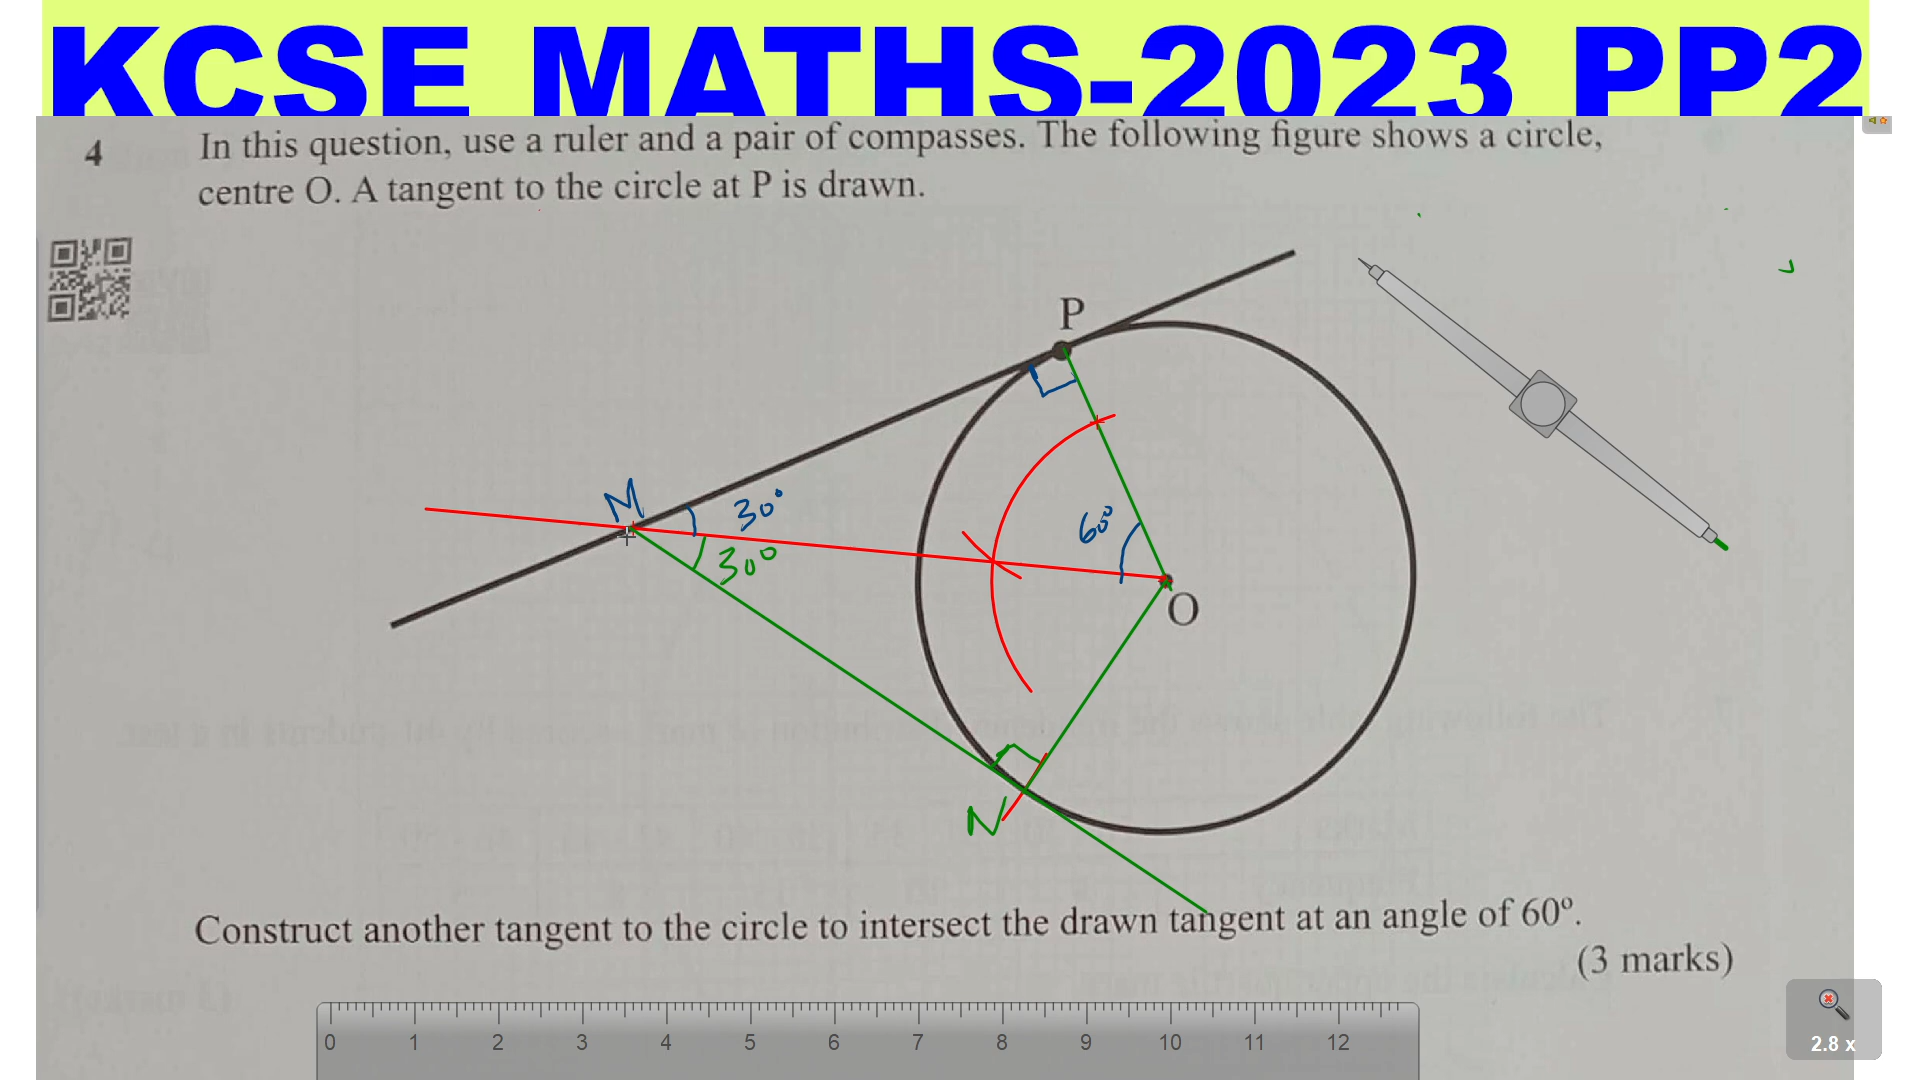 KCSE MATHS-2023 PP2
4 In this question, use a ruler and a pair of compasses. The following figure shows a circle,
centre O. A tangent to the circle at P is drawn.
P
M
30°
30°
60°
O
N
Construct another tangent to the circle to intersect the drawn tangent at an angle of 60º.
(3 marks)
0 1 2 3 4 5 6 7 8 9 10 11 12
2.8 x